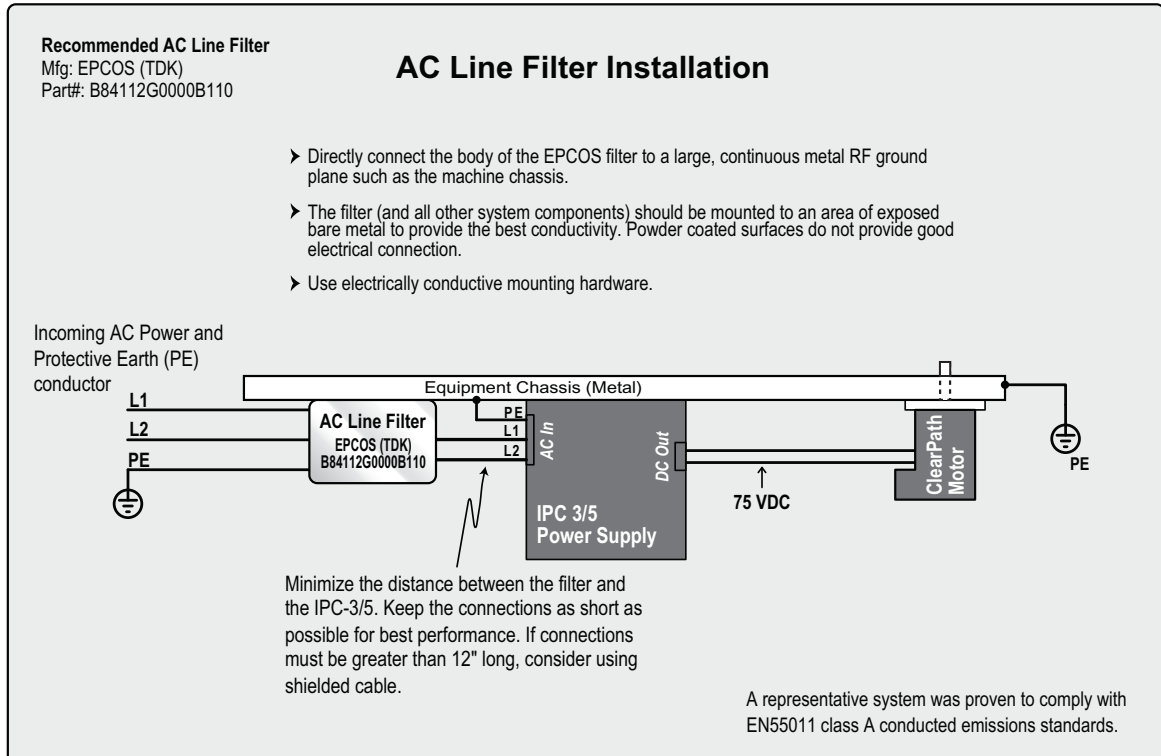 Recommended AC Line Filter
Mfg: EPCOS (TDK)
Part#: B84112G0000B110
AC Line Filter Installation
Directly connect the body of the EPCOS filter to a large, continuous metal RF ground
plane such as the machine chassis.
The filter (and all other system components) should be mounted to an area of exposed
bare metal to provide the best conductivity. Powder coated surfaces do not provide good
electrical connection.
Use electrically conductive mounting hardware.
Incoming AC Power and
Protective Earth (PE)
conductor
L1
L2
PE
Equipment Chassis (Metal)
AC Line Filter
EPCOS (TDK)
B84112G0000B110
PE
L1
L2
AC In
DC Out
IPC 3/5
Power Supply
75 VDC
ClearPath
Motor
PE
Minimize the distance between the filter and
the IPC-3/5. Keep the connections as short as
possible for best performance. If connections
must be greater than 12" long, consider using
shielded cable.
A representative system was proven to comply with
EN55011 class A conducted emissions standards.